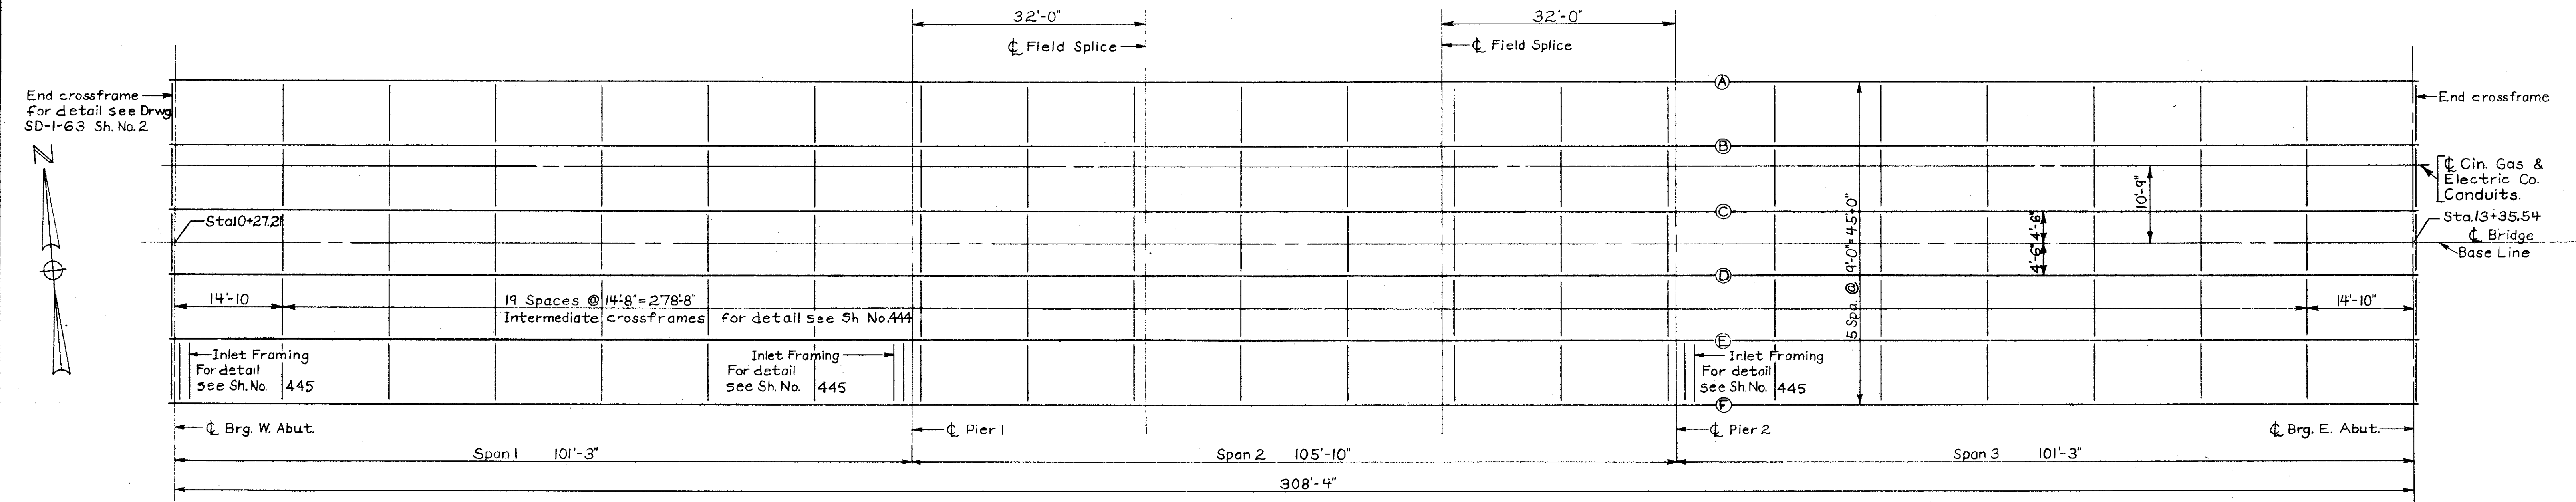 32'-0"
32'-0"
℄ Field Splice
℄ Field Splice
End crossframe
for detail see Drwg
SD-1-63 Sh. No. 2
N
A
End crossframe
B
℄ Cin. Gas &
Electric Co.
Conduits.
10'-9"
C
Sta10+27.21
4'-6"
4'-6"
5 Spa. @ 9'-0"=45'-0"
Sta.13+35.54
℄ Bridge
Base Line
D
14'-10
19 Spaces @ 14'-8"=278'-8"
Intermediate crossframes for detail see Sh No.444
14'-10"
E
Inlet Framing
For detail
see Sh. No. 445
Inlet Framing
For detail
see Sh. No. 445
Inlet Framing
For detail
see Sh. No. 445
F
℄ Brg. W. Abut.
℄ Pier 1
℄ Pier 2
℄ Brg. E. Abut.
Span 1 101'-3"
Span 2 105'-10"
Span 3 101'-3"
308'-4"